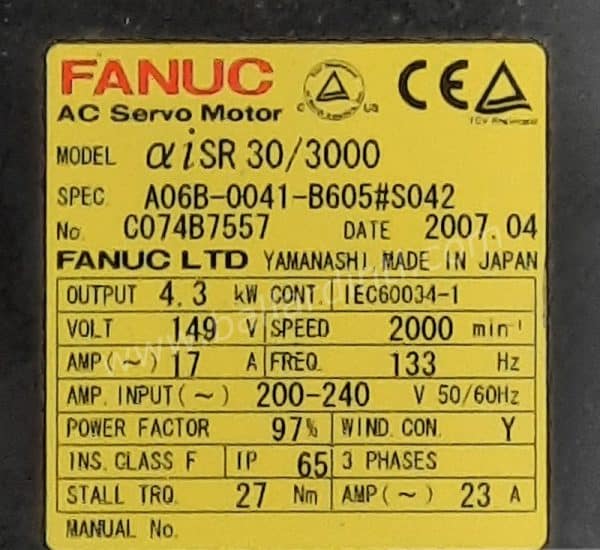 FANUC
AC Servo Motor
C US
MODEL αiSR 30/3000
SPEC A06B-0041-B605#S042
No. C074B7557 DATE 2007.04
FANUC LTD YAMANASHI, MADE IN JAPAN
OUTPUT 4.3 kW CONT. IEC60034-1
VOLT 149 V SPEED 2000 min⁻¹
AMP(~) 17 A FREQ. 133 Hz
AMP. INPUT(~) 200-240 V 50/60Hz
POWER FACTOR 97% WIND. CON. Y
INS. CLASS F IP 65 3 PHASES
STALL TRQ. 27 Nm AMP(~) 23 A
MANUAL No.